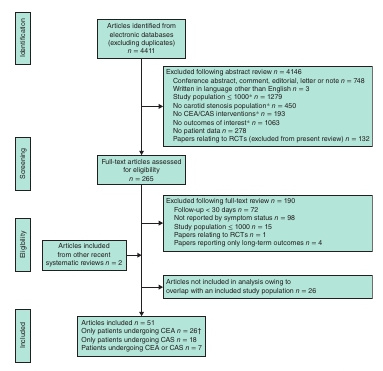 Identification
Articles identified from
electronic databases
(excluding duplicates)
n = 4411
Excluded following abstract review n = 4146
Conference abstract, comment, editorial, letter or note n = 748
Written in language other than English n = 3
Study population ≤ 1000* n = 1279
No carotid stenosis population* n = 450
No CEA/CAS interventions* n = 193
No outcomes of interest* n = 1063
No patient data n = 278
Papers relating to RCTs (excluded from present review) n = 132
Screening
Full-text articles assessed
for eligibility
n = 265
Excluded following full-text review n = 190
Follow-up < 30 days n = 72
Not reported by symptom status n = 98
Study population ≤ 1000 n = 15
Papers relating to RCTs n = 1
Papers reporting only long-term outcomes n = 4
Eligibility
Articles included
from other recent
systematic reviews n = 2
Articles not included in analysis owing to
overlap with an included study population n = 26
Included
Articles included n = 51
Only patients undergoing CEA n = 26†
Only patients undergoing CAS n = 18
Patients undergoing CEA or CAS n = 7